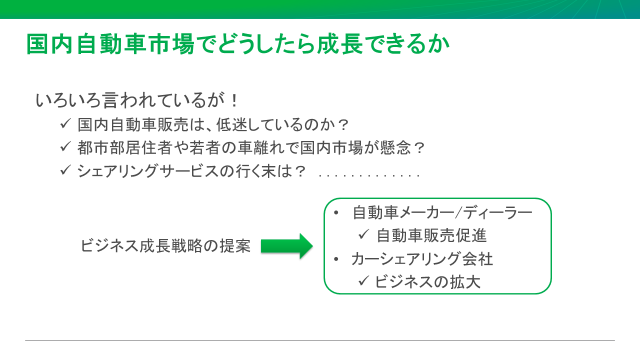 国内自動車市場でどうしたら成長できるか
いろいろ言われているが！
✓ 国内自動車販売は、低迷しているのか？
✓ 都市部居住者や若者の車離れで国内市場が懸念？
✓ シェアリングサービスの行く末は？ .............
ビジネス成長戦略の提案
• 自動車メーカー/ディーラー
✓ 自動車販売促進
• カーシェアリング会社
✓ ビジネスの拡大